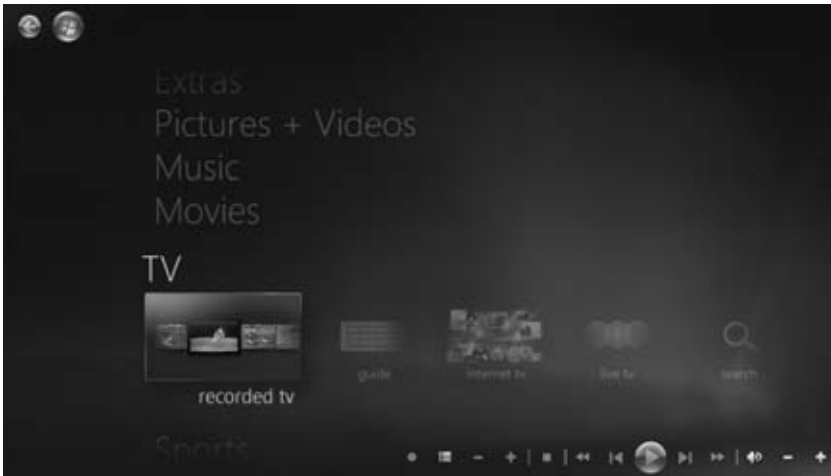 Extras
Pictures + Videos
Music
Movies
TV
recorded tv
guide
internet tv
live tv
search
Sports